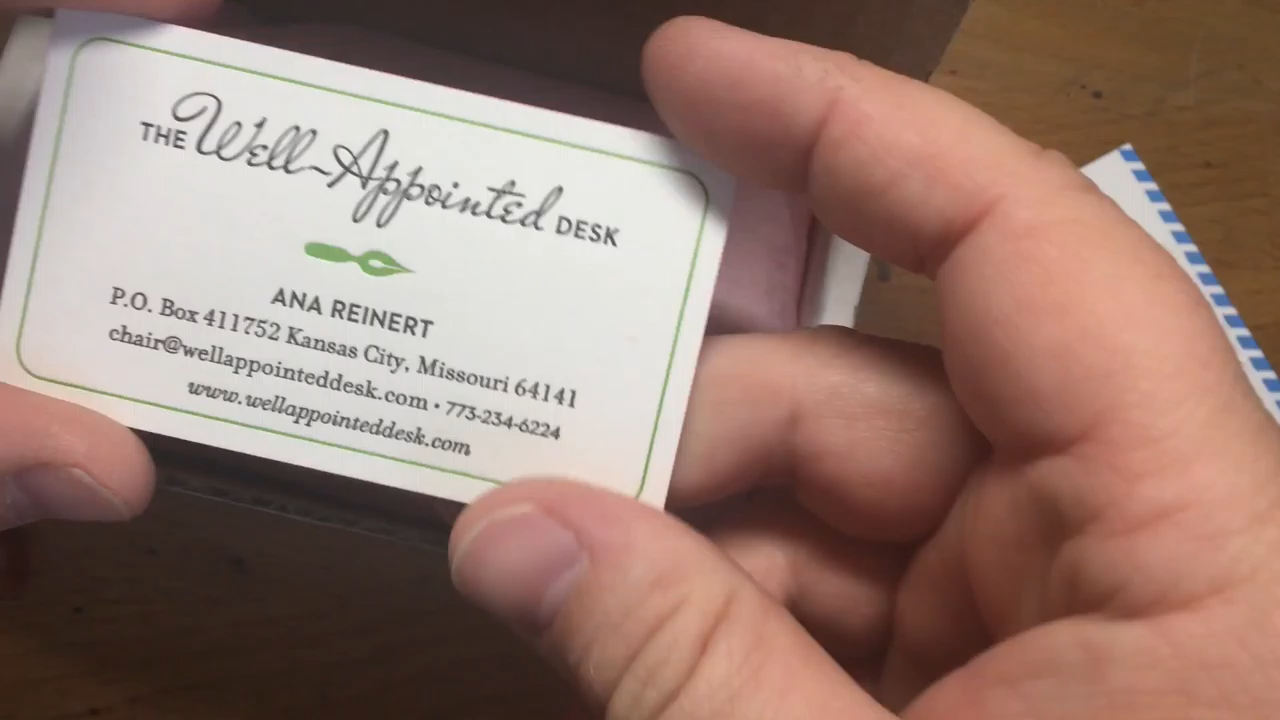 THE Well-Appointed DESK
ANA REINERT
P.O. Box 411752 Kansas City, Missouri 64141
chair@wellappointeddesk.com • 773-234-6224
www.wellappointeddesk.com